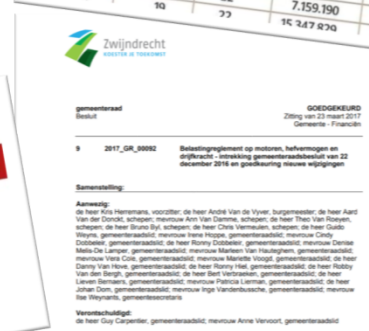 19
22
7.159.190
15.347.829
Zwijndrecht
KOESTER JE TOEKOMST
gemeenteraad
Besluit
GOEDGEKEURD
Zitting van 23 maart 2017
Gemeente - Financiën
9 2017_GR_00092 Belastingreglement op motoren, hefvermogen en
drijfkracht - intrekking gemeenteraadsbesluit van 22
december 2016 en goedkeuring nieuwe wijzigingen
Samenstelling:
Aanwezig:
de heer Kris Hernsmans, voorzitter; de heer André Van de Vyver, burgemeester; de heer Aard
Van der Donckt, schepen; mevrouw Ann Van Damme, schepen; de heer Theo Van Royen,
schepen; de heer Bruno Byl, schepen; de heer Chris Vermeulen, schepen; de heer Guido
Weyns, gemeenteraadslid; mevrouw Irena Hoppe, gemeenteraadslid; mevrouw Cindy
Dobbeleir, gemeenteraadslid; de heer Ronny Dobbeleir, gemeenteraadslid; mevrouw Denise
Melis-De Lamper, gemeenteraadslid; mevrouw Marleen Van Hauteghem, gemeenteraadslid;
mevrouw Vera Cole, gemeenteraadslid; mevrouw Mariette Voogd, gemeenteraadslid; de heer
Danny Van Hove, gemeenteraadslid; de heer Ronny Hiel, gemeenteraadslid; de heer Robby
Van den Bergh, gemeenteraadslid; de heer Bert Verbraeken, gemeenteraadslid; de heer
Lieven Bernaers, gemeenteraadslid; mevrouw Patricia Lierman, gemeenteraadslid; de heer
Johan Dom, gemeenteraadslid; mevrouw Inga Vandenbussche, gemeenteraadslid; mevrouw
Ilse Weynants, gemeentesecretaris
Verontschuldigd:
de heer Guy Carpentier, gemeenteraadslid; mevrouw Anne Vervoort, gemeenteraadslid